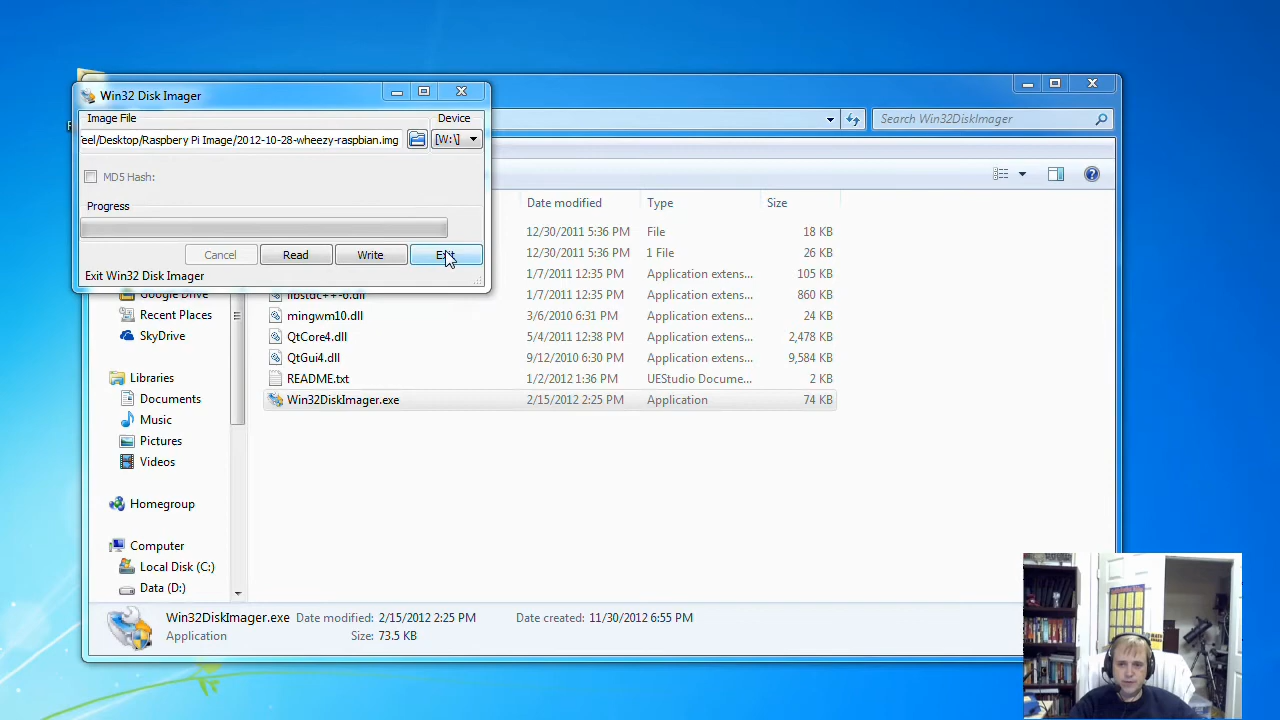 Win32 Disk Imager
Image File
Device
eel/Desktop/Raspbery Pi Image/2012-10-28-wheezy-raspbian.img
[W:\]
MD5 Hash:
Progress
Cancel
Read
Write
Exit Win32 Disk Imager
Search Win32DiskImager
Date modified
Type
Size
12/30/2011 5:36 PM
File
18 KB
12/30/2011 5:36 PM
1 File
26 KB
1/7/2011 12:35 PM
Application extens...
105 KB
libstdc++-6.dll
1/7/2011 12:35 PM
Application extens...
860 KB
mingwm10.dll
3/6/2010 6:31 PM
Application extens...
24 KB
QtCore4.dll
5/4/2011 12:38 PM
Application extens...
2,478 KB
QtGui4.dll
9/12/2010 6:30 PM
Application extens...
9,584 KB
README.txt
1/2/2012 1:36 PM
UEStudio Docume...
2 KB
Win32DiskImager.exe
2/15/2012 2:25 PM
Application
74 KB
Google Drive
Recent Places
SkyDrive
Libraries
Documents
Music
Pictures
Videos
Homegroup
Computer
Local Disk (C:)
Data (D:)
Win32DiskImager.exe
Date modified: 2/15/2012 2:25 PM
Date created: 11/30/2012 6:55 PM
Application
Size: 73.5 KB